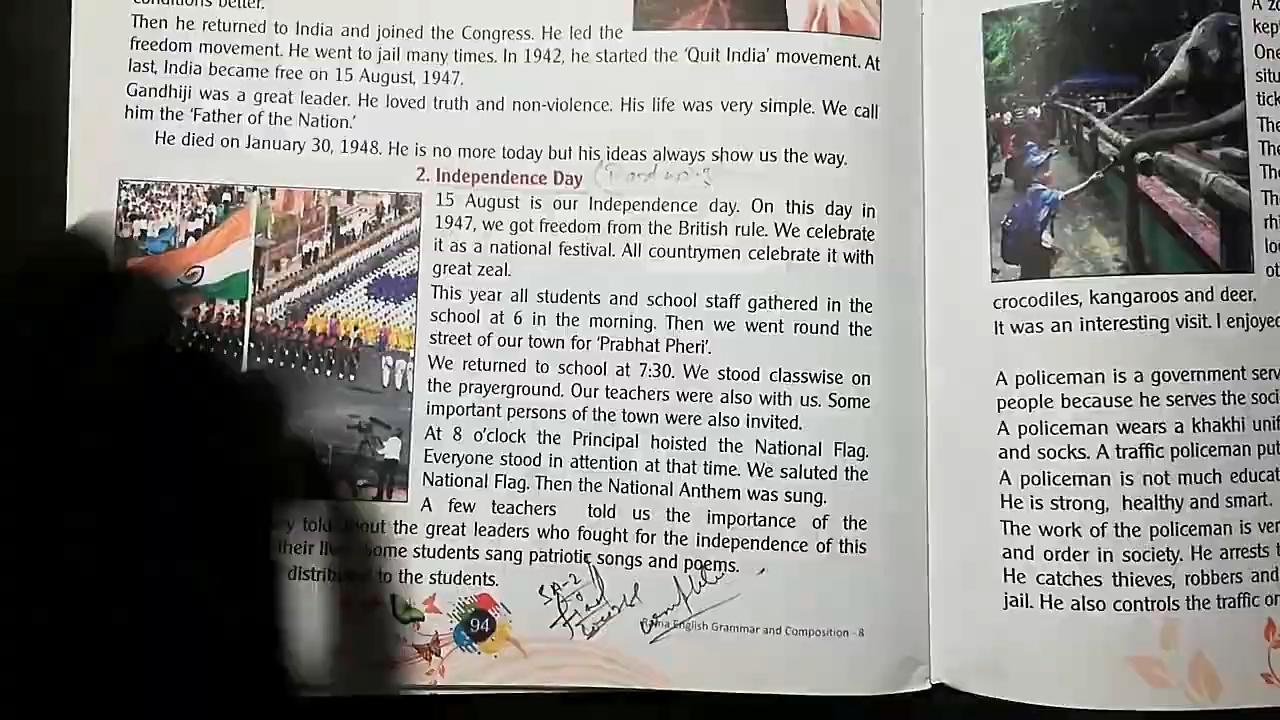 conditions better.
Then he returned to India and joined the Congress. He led the
freedom movement. He went to jail many times. In 1942, he started the 'Quit India' movement. At
last, India became free on 15 August, 1947.
Gandhiji was a great leader. He loved truth and non-violence. His life was very simple. We call
him the 'Father of the Nation.'
He died on January 30, 1948. He is no more today but his ideas always show us the way.
2. Independence Day
15 August is our Independence day. On this day in
1947, we got freedom from the British rule. We celebrate
it as a national festival. All countrymen celebrate it with
great zeal.
This year all students and school staff gathered in the
school at 6 in the morning. Then we went round the
street of our town for 'Prabhat Pheri'.
We returned to school at 7:30. We stood classwise on
the prayerground. Our teachers were also with us. Some
important persons of the town were also invited.
At 8 o'clock the Principal hoisted the National Flag.
Everyone stood in attention at that time. We saluted the
National Flag. Then the National Anthem was sung.
A few teachers told us the importance of the
told about the great leaders who fought for the independence of this
their some students sang patriotic songs and poems.
to the students.
SA-2
94
English Grammar and Composition - 8
kep
One
situ
tick
The
The
The
Th
rh
lo
ot
crocodiles, kangaroos and deer.
It was an interesting visit. I enjoyed
A policeman is a government serv
people because he serves the soci
A policeman wears a khakhi unif
and socks. A traffic policeman put
A policeman is not much educat
He is strong, healthy and smart.
The work of the policeman is ver
and order in society. He arrests
He catches thieves, robbers and
jail. He also controls the traffic or